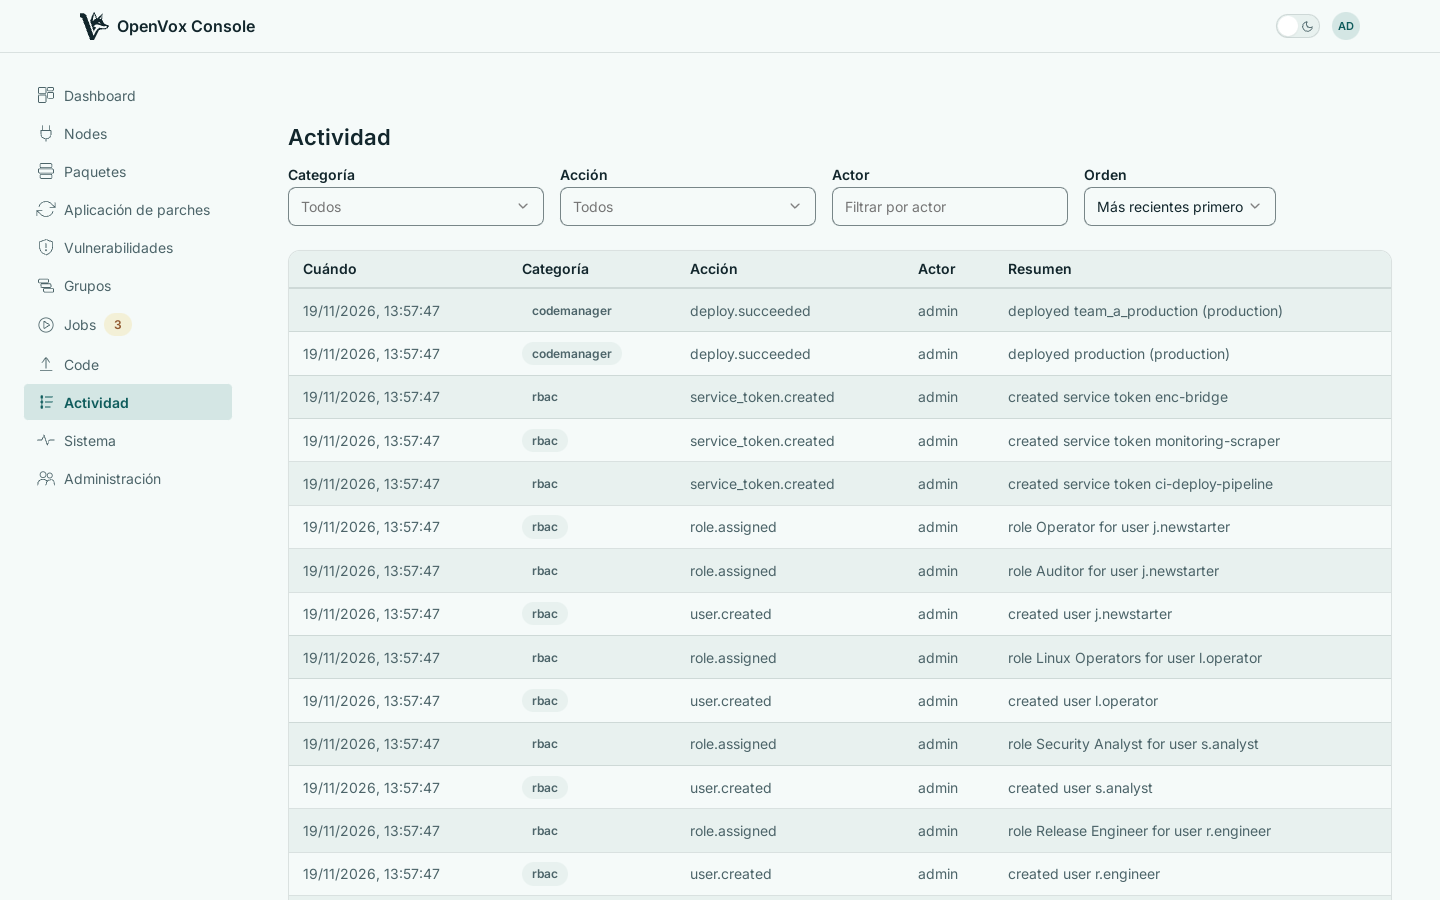 OpenVox Console
AD
Dashboard
Nodes
Paquetes
Aplicación de parches
Vulnerabilidades
Grupos
Jobs 3
Code
Actividad
Sistema
Administración
Actividad
Categoría Acción Actor Orden
Todos Todos Filtrar por actor Más recientes primero
Cuándo Categoría Acción Actor Resumen
19/11/2026, 13:57:47 codemanager deploy.succeeded admin deployed team_a_production (production)
19/11/2026, 13:57:47 codemanager deploy.succeeded admin deployed production (production)
19/11/2026, 13:57:47 rbac service_token.created admin created service token enc-bridge
19/11/2026, 13:57:47 rbac service_token.created admin created service token monitoring-scraper
19/11/2026, 13:57:47 rbac service_token.created admin created service token ci-deploy-pipeline
19/11/2026, 13:57:47 rbac role.assigned admin role Operator for user j.newstarter
19/11/2026, 13:57:47 rbac role.assigned admin role Auditor for user j.newstarter
19/11/2026, 13:57:47 rbac user.created admin created user j.newstarter
19/11/2026, 13:57:47 rbac role.assigned admin role Linux Operators for user l.operator
19/11/2026, 13:57:47 rbac user.created admin created user l.operator
19/11/2026, 13:57:47 rbac role.assigned admin role Security Analyst for user s.analyst
19/11/2026, 13:57:47 rbac user.created admin created user s.analyst
19/11/2026, 13:57:47 rbac role.assigned admin role Release Engineer for user r.engineer
19/11/2026, 13:57:47 rbac user.created admin created user r.engineer